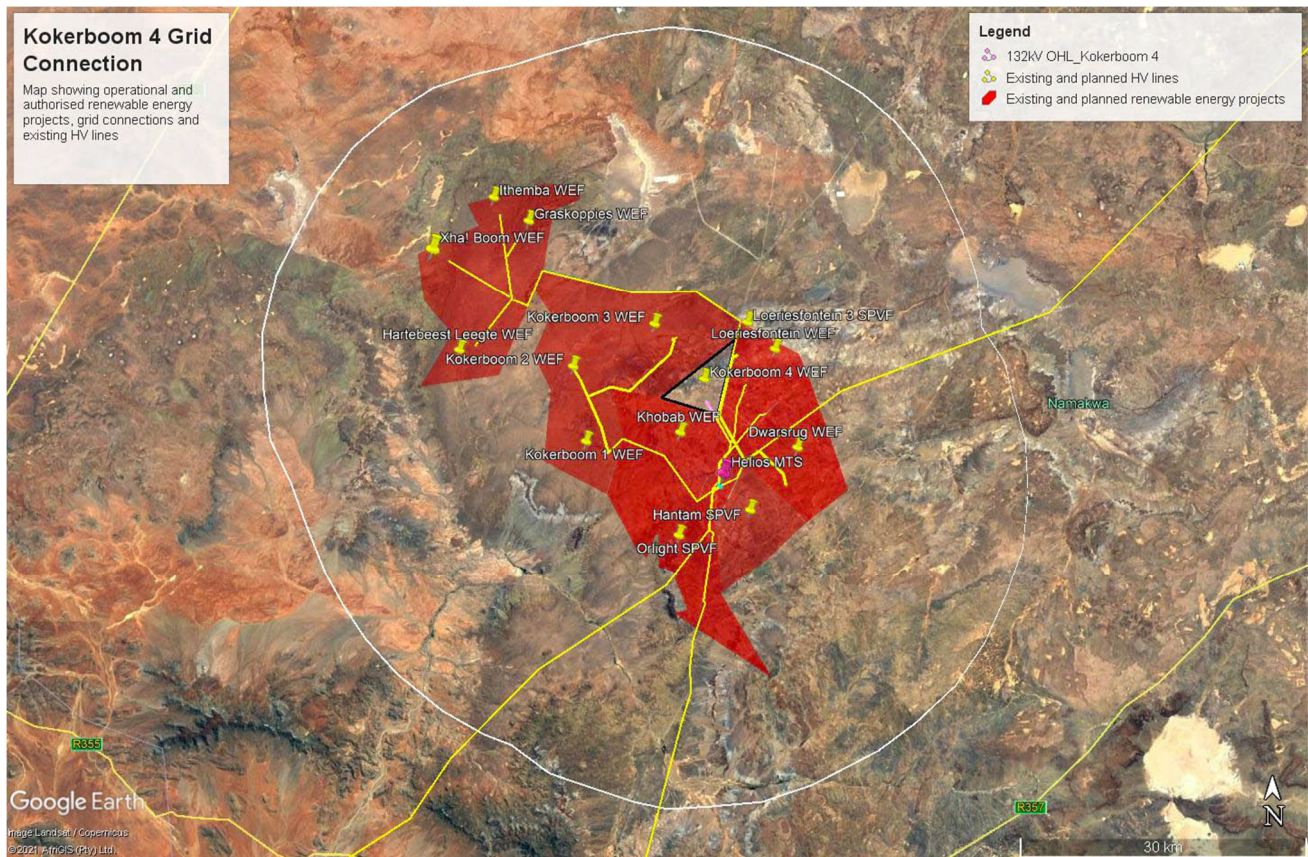 Kokerboom 4 Grid
Connection
Map showing operational and
authorised renewable energy
projects, grid connections and
existing HV lines
Legend
132kV OHL_Kokerboom 4
Existing and planned HV lines
Existing and planned renewable energy projects
Ithemba WEF
Graskoppies WEF
Xha! Boom WEF
Kokerboom 3 WEF
Loeriesfontein 3 SPVF
Hartebeest Leegte WEF
Loeriesfontein WEF
Kokerboom 2 WEF
Kokerboom 4 WEF
Namakwa
Khobab WEF
Dwarsrug WEF
Kokerboom 1 WEF
Helios MTS
Hantam SPVF
Orlight SPVF
R355
Google Earth
R357
N
Image Landsat / Copernicus
©2021 AfriGIS (Pty) Ltd.
30 km